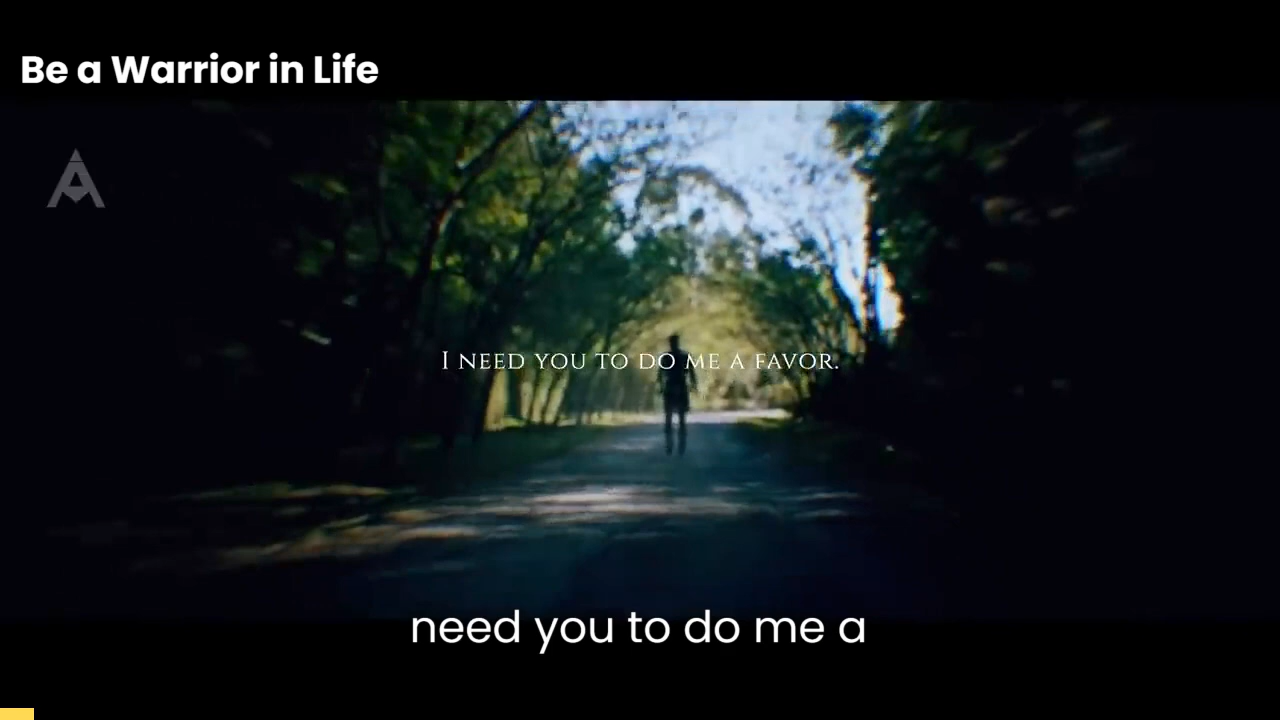 Be a Warrior in Life
I NEED YOU TO DO ME A FAVOR.
need you to do me a